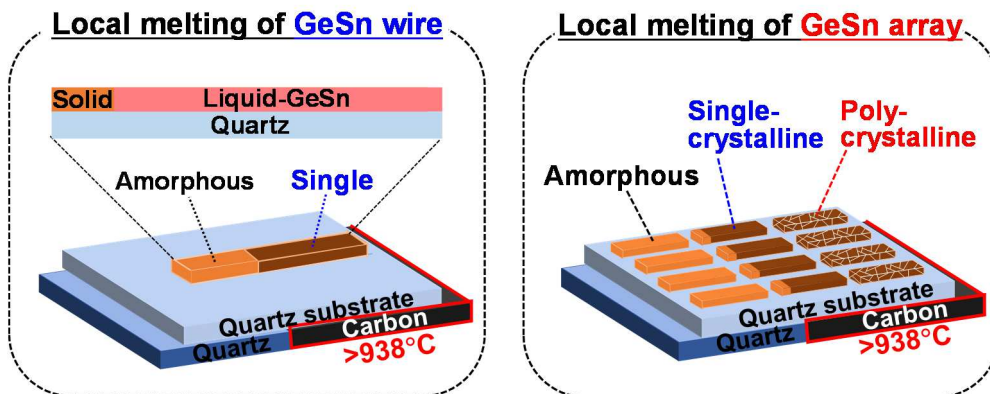 Local melting of GeSn wire
Solid
Liquid-GeSn
Quartz
Amorphous
Single
Quartz substrate
Quartz
Carbon
>938°C
Local melting of GeSn array
Single-
crystalline
Poly-
crystalline
Amorphous
Quartz substrate
Quartz
Carbon
>938°C